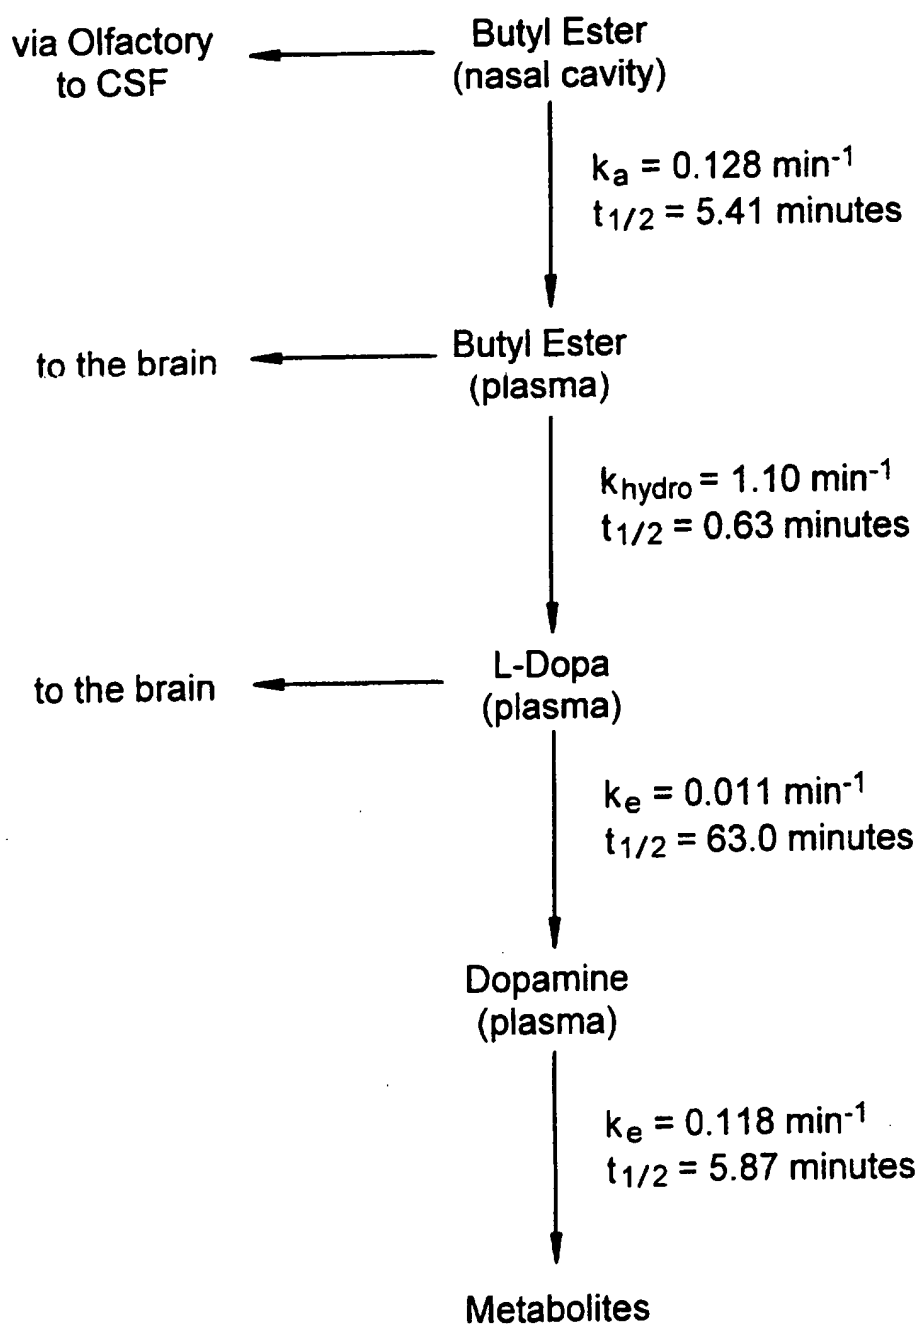 via Olfactory
to CSF
Butyl Ester
(nasal cavity)
kₐ = 0.128 min⁻¹
t₁/₂ = 5.41 minutes
to the brain
Butyl Ester
(plasma)
k_hydro = 1.10 min⁻¹
t₁/₂ = 0.63 minutes
to the brain
L-Dopa
(plasma)
kₑ = 0.011 min⁻¹
t₁/₂ = 63.0 minutes
Dopamine
(plasma)
kₑ = 0.118 min⁻¹
t₁/₂ = 5.87 minutes
Metabolites